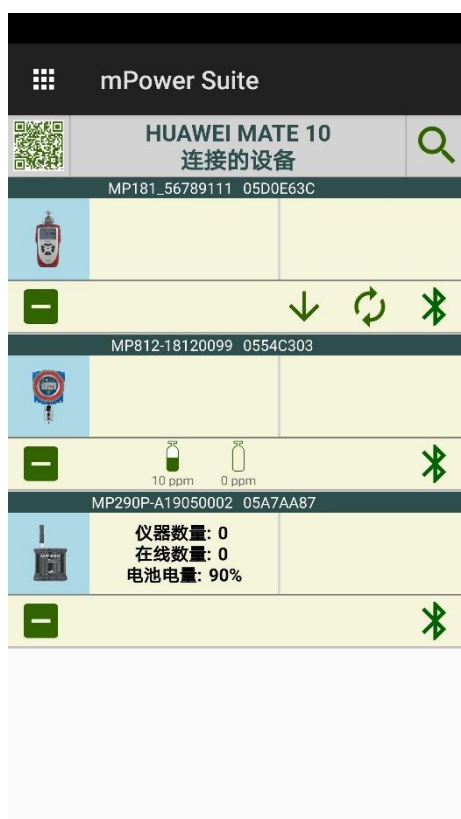 mPower Suite
HUAWEI MATE 10
连接的设备
MP181_56789111 05D0E63C
MP812-18120099 0554C303
10 ppm 0 ppm
MP290P-A19050002 05A7AA87
仪器数量: 0
在线数量: 0
电池电量: 90%